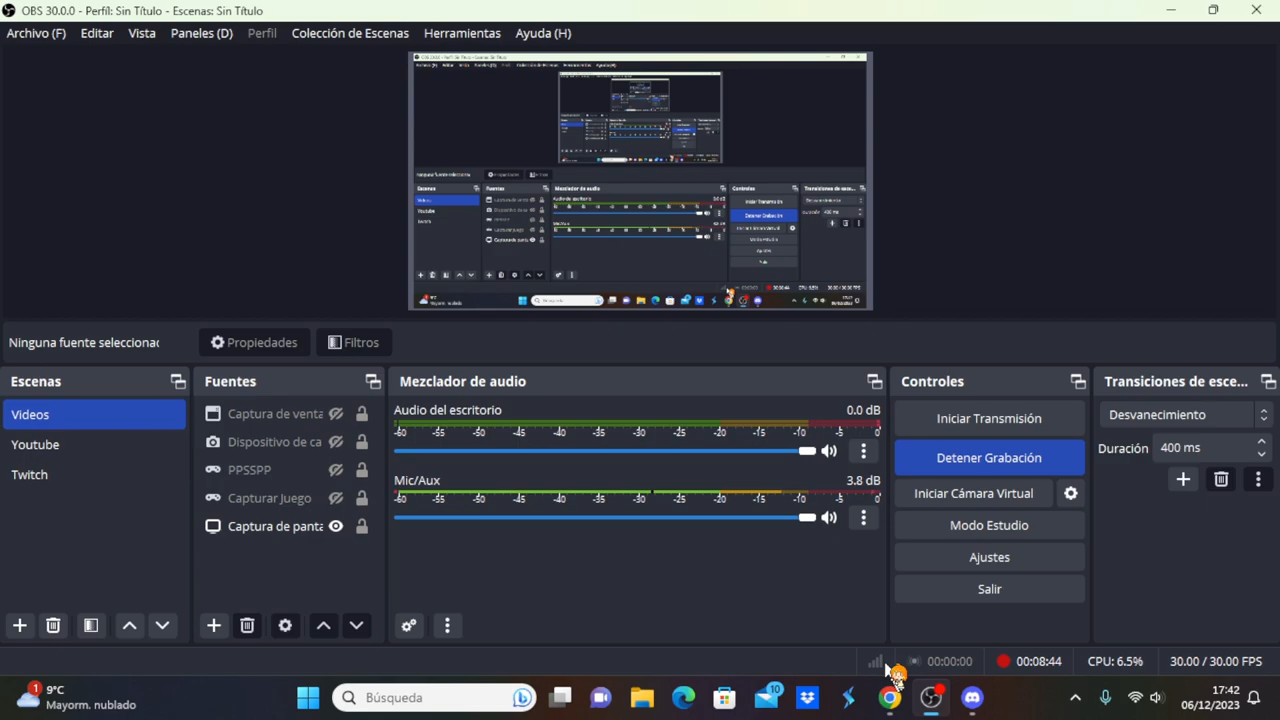 OBS 30.0.0 - Perfil: Sin Título - Escenas: Sin Título
Archivo (F) Editar Vista Paneles (D) Perfil Colección de Escenas Herramientas Ayuda (H)
Ninguna fuente seleccionac Propiedades Filtros
Escenas
Videos
Youtube
Twitch
Fuentes
Captura de venta
Dispositivo de ca
PPSSPP
Capturar Juego
Captura de panta
Mezclador de audio
Audio del escritorio 0.0 dB
-60 -55 -50 -45 -40 -35 -30 -25 -20 -15 -10 -5 0
Mic/Aux 3.8 dB
-60 -55 -50 -45 -40 -35 -30 -25 -20 -15 -10 -5 0
Controles
Iniciar Transmisión
Detener Grabación
Iniciar Cámara Virtual
Modo Estudio
Ajustes
Salir
Transiciones de esce...
Desvanecimiento
Duración 400 ms
00:00:00 00:08:44 CPU: 6.5% 30.00 / 30.00 FPS
1
9°C
Mayorm. nublado
Búsqueda
10
17:42
06/12/2023